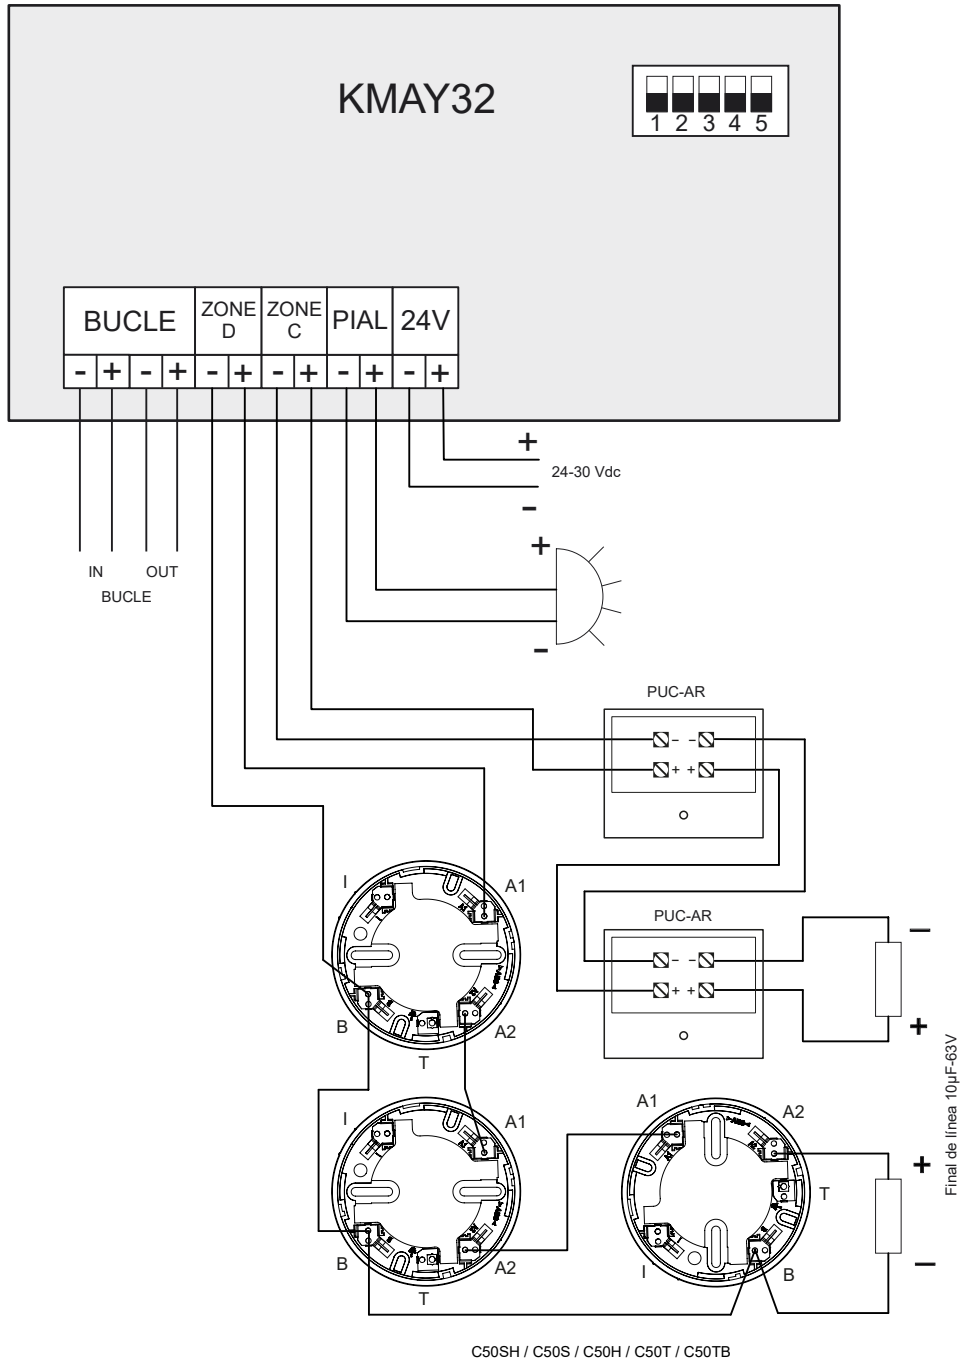 KMAY32
1 2 3 4 5
BUCLE
ZONE
D
ZONE
C
PIAL
24V
- + - + - + - + - + - +
+
24-30 Vdc
-
IN
OUT
BUCLE
+
-
PUC-AR
- -
+ +
PUC-AR
- -
+ +
-
+
Final de línea 10µF-63V
I
A1
B
A2
T
I
A1
B
A2
T
A1
A2
T
I
B
+
-
C50SH / C50S / C50H / C50T / C50TB